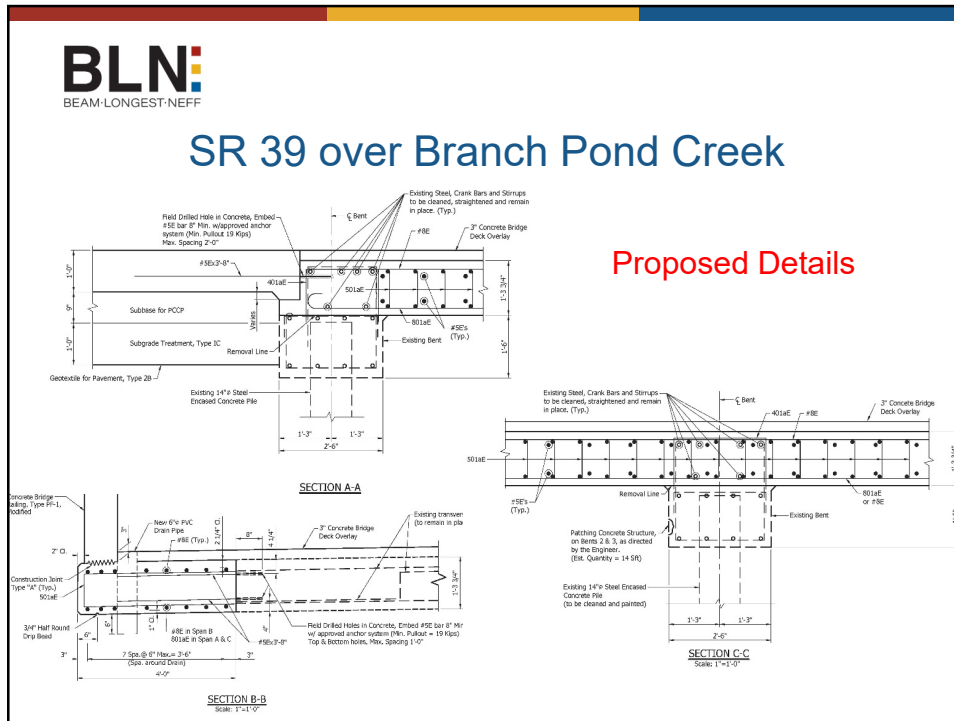 BLN
BEAM·LONGEST·NEFF
SR 39 over Branch Pond Creek
Proposed Details
Existing Steel, Crank Bars and Stirrups
to be cleaned, straightened and remain
in place. (Typ.)
℄ Bent
Field Drilled Hole in Concrete, Embed
#5E bar 8" Min. w/approved anchor
system (Min. Pullout 19 Kips)
Max. Spacing 2'-0"
#8E
3" Concrete Bridge
Deck Overlay
#5Ex3'-8"
401aE
501aE
1'-0"
9"
1'-0"
Subbase for PCCP
Varies
Subgrade Treatment, Type IC
Removal Line
801aE
#5E's
(Typ.)
Existing Bent
1'-3 3/4"
1'-6"
Geotextile for Pavement, Type 2B
Existing 14"ø Steel
Encased Concrete Pile
1'-3" 1'-3"
2'-6"
SECTION A-A
Existing Steel, Crank Bars and Stirrups
to be cleaned, straightened and remain
in place. (Typ.)
℄ Bent
401aE
#8E
3" Concete Bridge
Deck Overlay
501aE
#5E's
(Typ.)
Removal Line
801aE
or #8E
Existing Bent
Patching Concrete Structure,
on Bents 2 & 3, as directed
by the Engineer.
(Est. Quantity = 14 Sft)
Existing 14"ø Steel Encased
Concrete Pile
(to be cleaned and painted)
1'-3" 1'-3"
2'-6"
SECTION C-C
Scale: 1"=1'-0"
Concrete Bridge
Railing, Type PF-1,
Modified
New 6"ø PVC
Drain Pipe
#8E (Typ.)
2 1/4" Cl.
8"
4 1/4"
3" Concrete Bridge
Deck Overlay
Existing transven
(to remain in pla
2" Cl.
Construction Joint
Type "A" (Typ.)
501aE
1'-3 3/4"
3/4" Half Round
Drip Bead
6"
6"
1" Cl.
#8E in Span B
801aE in Span A & C
#5Ex3'-8"
Field Drilled Holes in Concrete, Embed #5E bar 8" Mir
w/ approved anchor system (Min. Pullout = 19 Kips)
Top & Bottom holes, Max. Spacing 1'-0"
3"
7 Spa.@ 6" Max.= 3'-6"
(Spa. around Drain)
3"
4'-0"
SECTION B-B
Scale: 1"=1'-0"